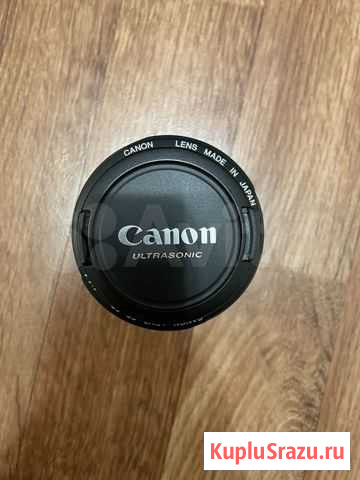 CANON LENS MADE IN JAPAN
Canon
ULTRASONIC
KupluSrazu.ru